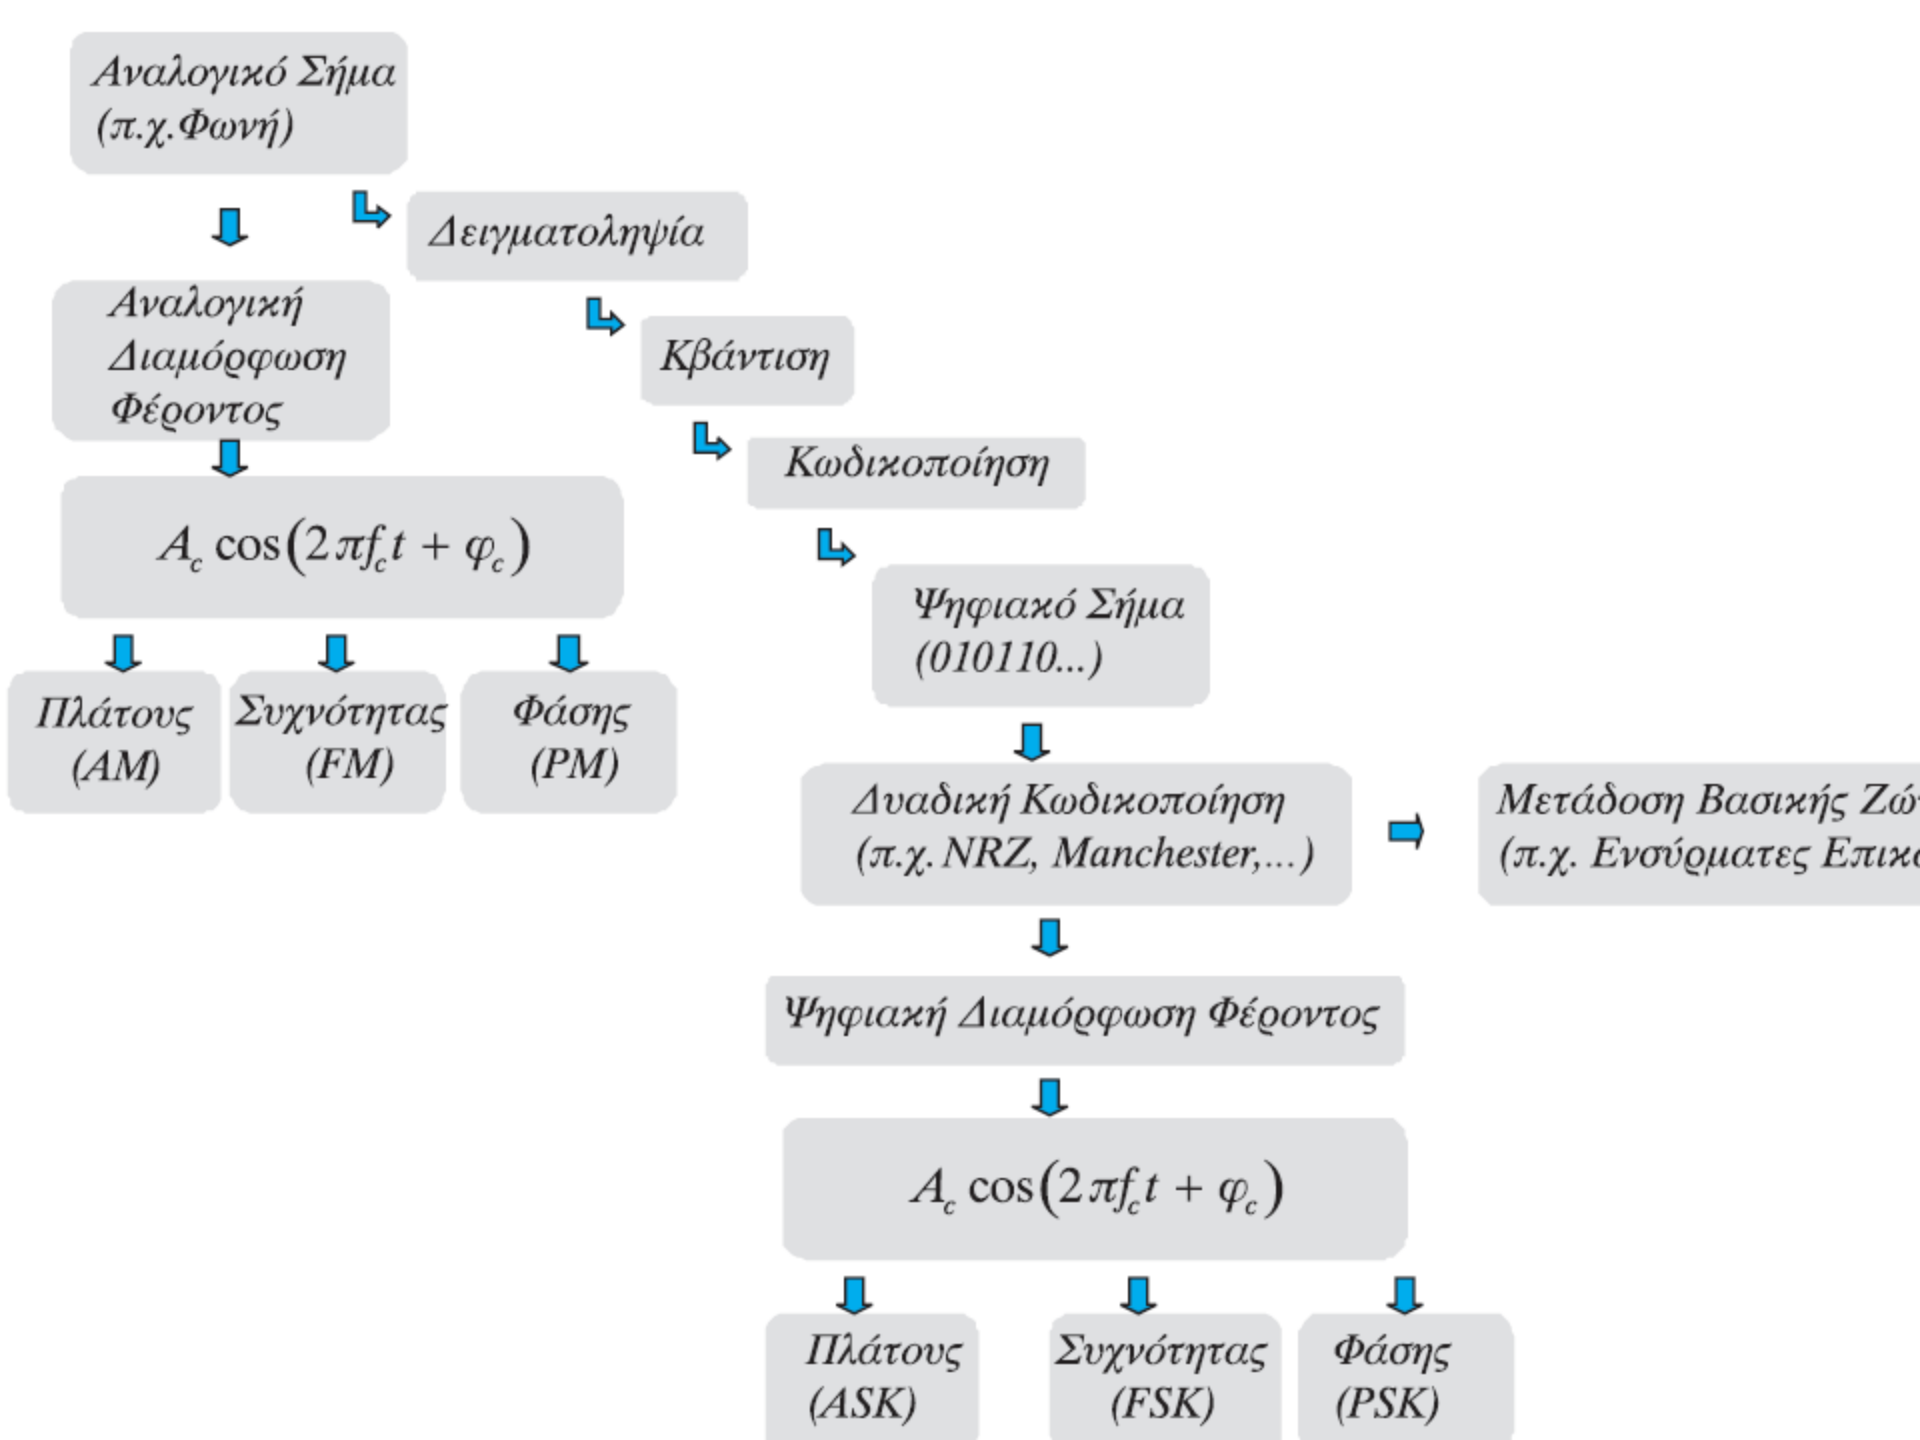 Αναλογικό Σήμα
(π.χ.Φωνή)
Δειγματοληψία
Αναλογική
Διαμόρφωση
Φέροντος
Κβάντιση
Κωδικοποίηση
A_c cos(2πf_c t + φ_c)
Ψηφιακό Σήμα
(010110...)
Πλάτους
(AM)
Συχνότητας
(FM)
Φάσης
(PM)
Δυαδική Κωδικοποίηση
(π.χ. NRZ, Manchester,...)
Μετάδοση Βασικής
(π.χ. Ενσύρματες
Ψηφιακή Διαμόρφωση Φέροντος
A_c cos(2πf_c t + φ_c)
Πλάτους
(ASK)
Συχνότητας
(FSK)
Φάσης
(PSK)